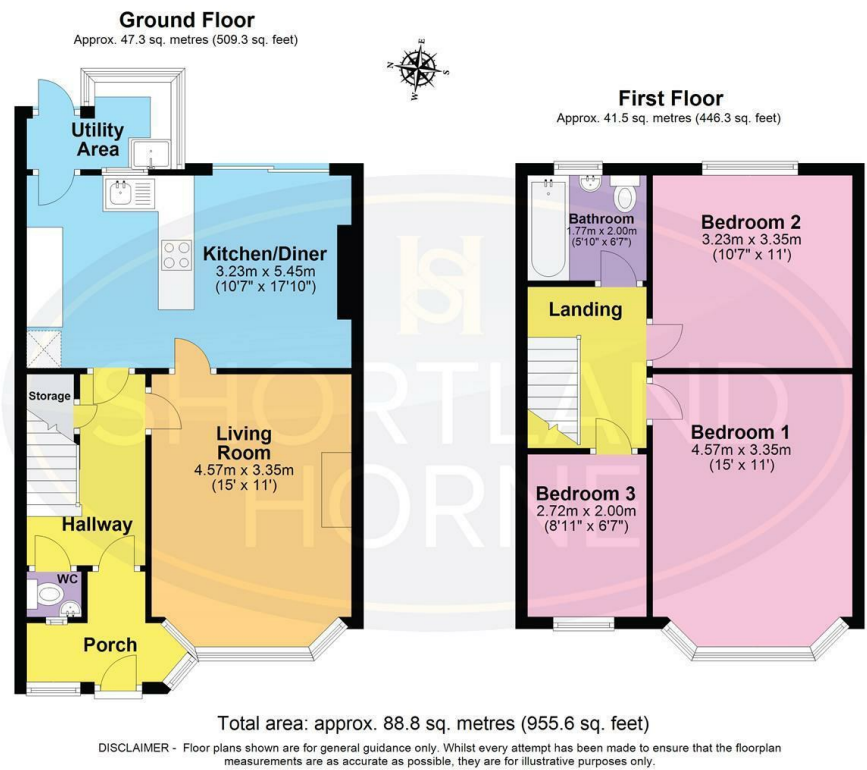 Ground Floor
Approx. 47.3 sq. metres (509.3 sq. feet)
N
E
S
W
Utility
Area
Kitchen/Diner
3.23m x 5.45m
(10'7" x 17'10")
Storage
Living
Room
4.57m x 3.35m
(15' x 11')
Hallway
WC
Porch
First Floor
Approx. 41.5 sq. metres (446.3 sq. feet)
Bathroom
1.77m x 2.00m
(5'10" x 6'7")
Bedroom 2
3.23m x 3.35m
(10'7" x 11')
Landing
Bedroom 1
4.57m x 3.35m
(15' x 11')
Bedroom 3
2.72m x 2.00m
(8'11" x 6'7")
SH
SHORTLAND
HORNE
Total area: approx. 88.8 sq. metres (955.6 sq. feet)
DISCLAIMER - Floor plans shown are for general guidance only. Whilst every attempt has been made to ensure that the floorplan
measurements are as accurate as possible, they are for illustrative purposes only.